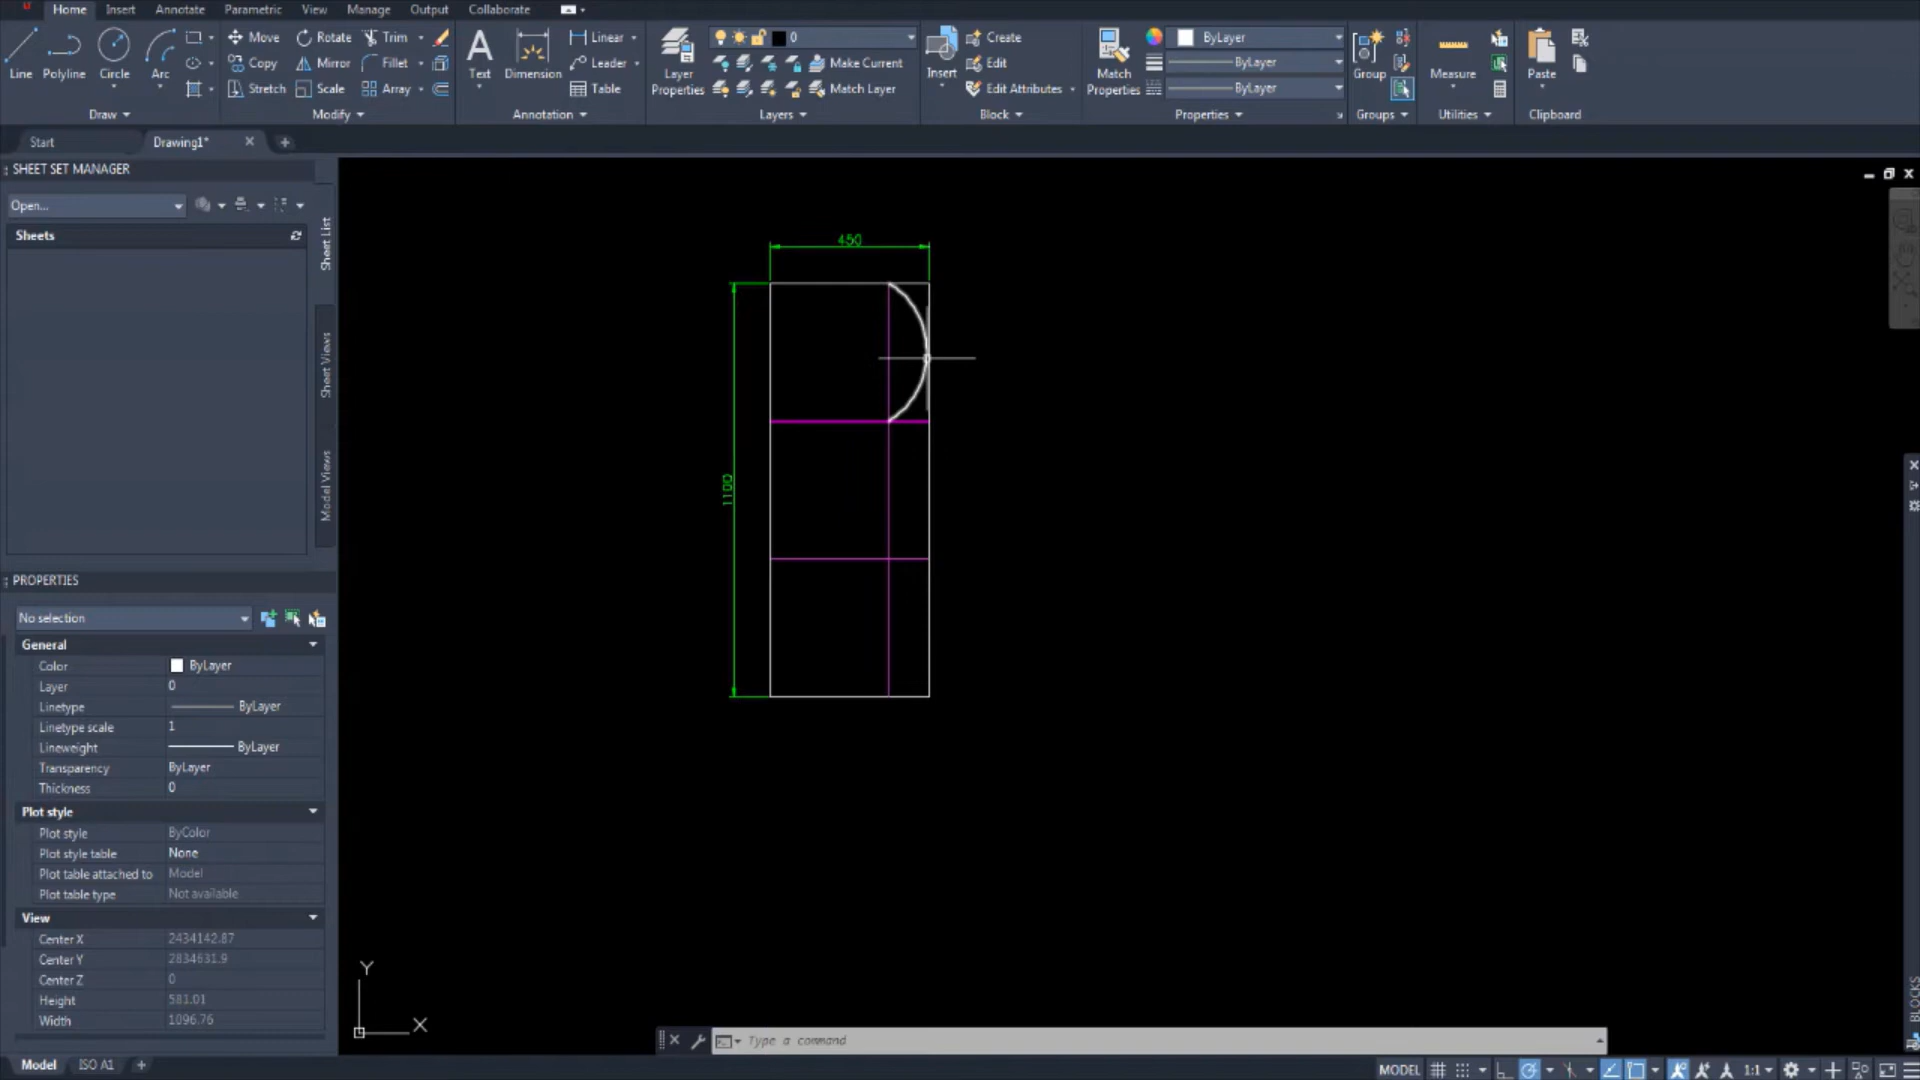 Home Insert Annotate Parametric View Manage Output Collaborate
Line Polyline Circle Arc
Move Rotate Trim
Copy Mirror Fillet
Stretch Scale Array
Text Dimension
Linear
Leader
Table
Layer Properties
0
Make Current
Match Layer
Insert
Create
Edit
Edit Attributes
Match Properties
ByLayer
ByLayer
ByLayer
Group
Measure
Paste
Draw Modify Annotation Layers Block Properties Groups Utilities Clipboard
Start Drawing1*
SHEET SET MANAGER
Open...
Sheets
Sheet List
Sheet Views
Model Views
450
1100
PROPERTIES
No selection
General
Color ByLayer
Layer 0
Linetype ByLayer
Linetype scale 1
Lineweight ByLayer
Transparency ByLayer
Thickness 0
Plot style
Plot style ByColor
Plot style table None
Plot table attached to Model
Plot table type Not available
View
Center X 2434142.87
Center Y 2834631.9
Center Z 0
Height 581.01
Width 1096.76
Y
X
BLOCKS
Type a command
Model ISO A1
MODEL 1:1